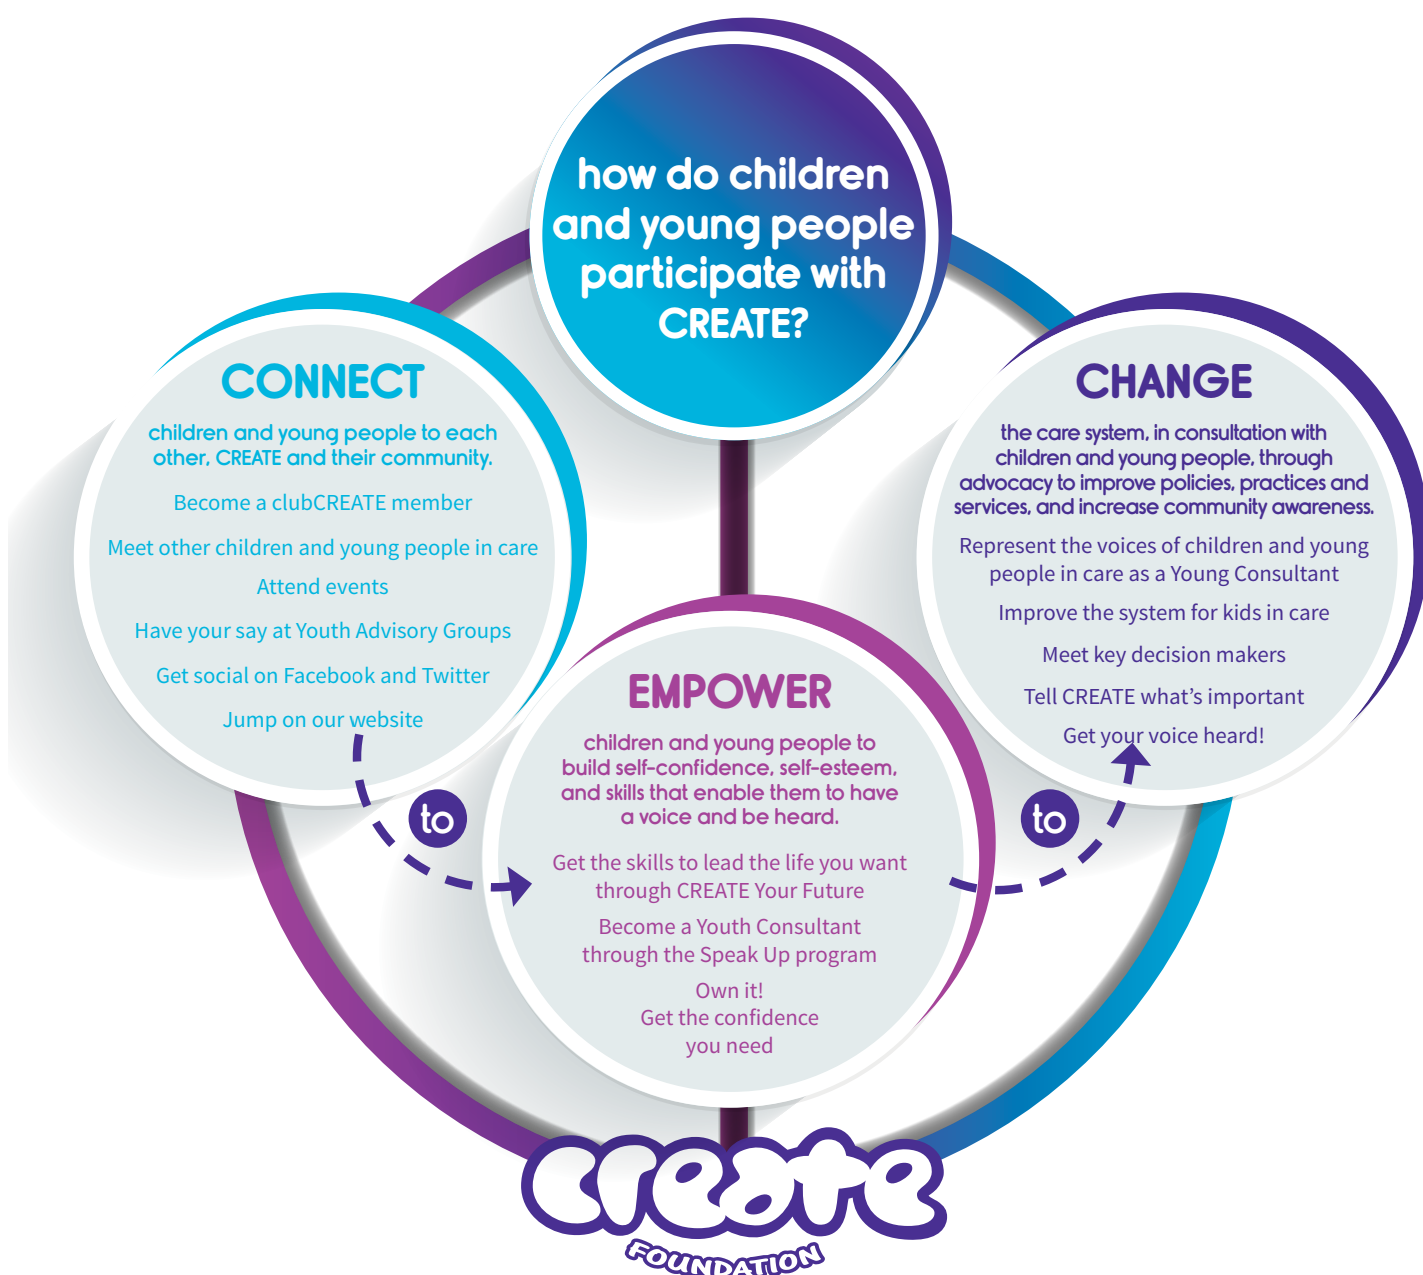 how do children
and young people
participate with
CREATE?
CONNECT
children and young people to each
other, CREATE and their community.
Become a clubCREATE member
Meet other children and young people in care
Attend events
Have your say at Youth Advisory Groups
Get social on Facebook and Twitter
Jump on our website
to
EMPOWER
children and young people to
build self-confidence, self-esteem,
and skills that enable them to have
a voice and be heard.
Get the skills to lead the life you want
through CREATE Your Future
Become a Youth Consultant
through the Speak Up program
Own it!
Get the confidence
you need
to
CHANGE
the care system, in consultation with
children and young people, through
advocacy to improve policies, practices and
services, and increase community awareness.
Represent the voices of children and young
people in care as a Young Consultant
Improve the system for kids in care
Meet key decision makers
Tell CREATE what's important
Get your voice heard!
create
FOUNDATION